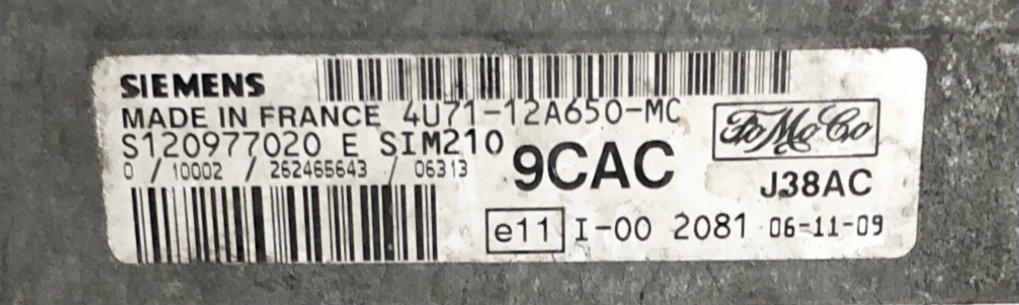 SIEMENS
MADE IN FRANCE 4U71-12A650-MC
S120977020 E SIM210
0 / 10002 / 262465643 / 06313
9CAC
FoMoCo
J38AC
e11 I-00 2081 06-11-09